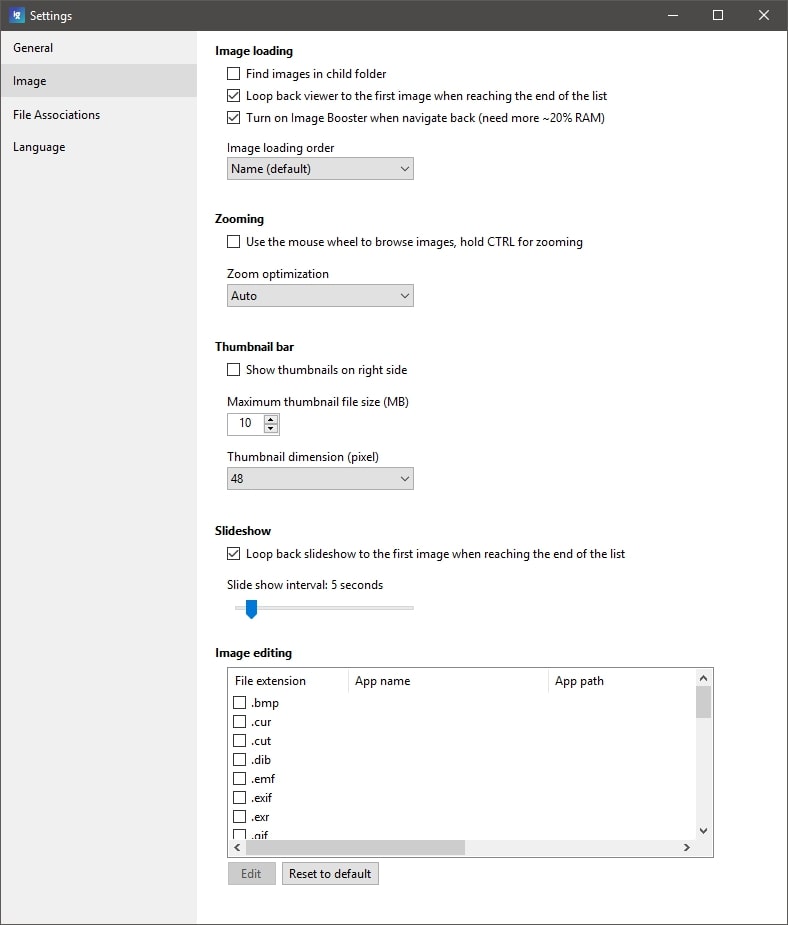 Settings
General
Image
File Associations
Language
Image loading
Find images in child folder
Loop back viewer to the first image when reaching the end of the list
Turn on Image Booster when navigate back (need more ~20% RAM)
Image loading order
Name (default)
Zooming
Use the mouse wheel to browse images, hold CTRL for zooming
Zoom optimization
Auto
Thumbnail bar
Show thumbnails on right side
Maximum thumbnail file size (MB)
10
Thumbnail dimension (pixel)
48
Slideshow
Loop back slideshow to the first image when reaching the end of the list
Slide show interval: 5 seconds
Image editing
File extension App name App path
.bmp
.cur
.cut
.dib
.emf
.exif
.exr
.gif
Edit Reset to default